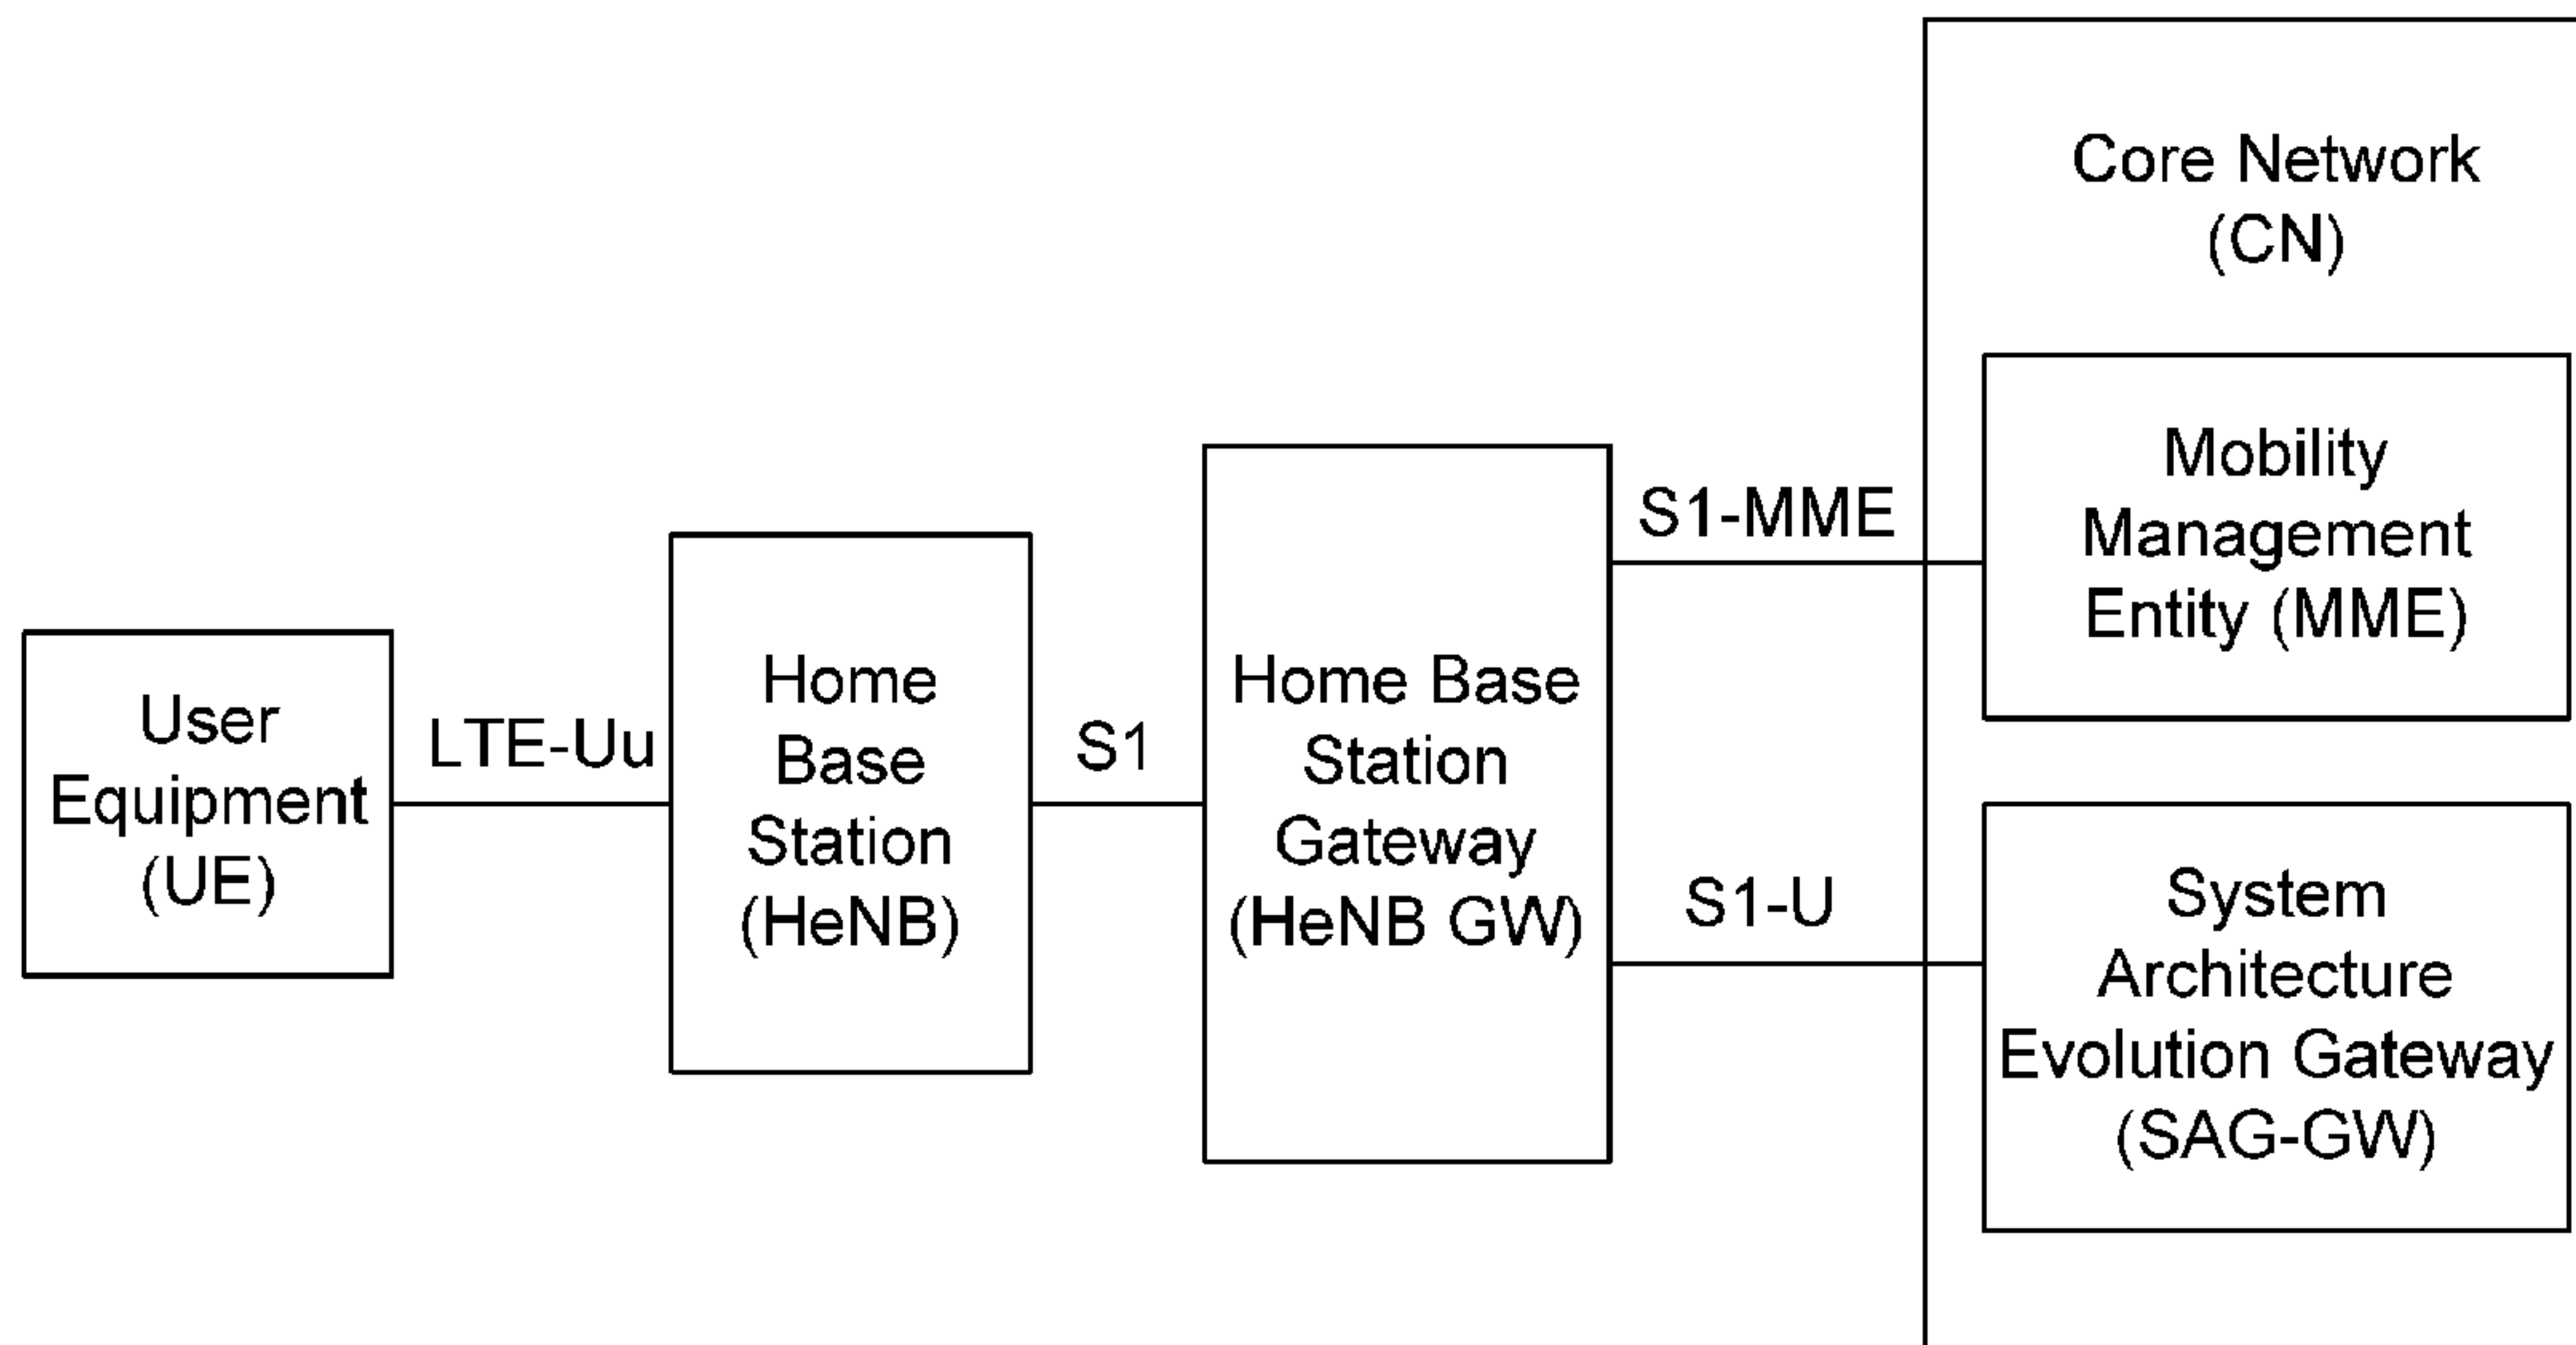 Core Network
(CN)
Mobility
Management
Entity (MME)
S1-MME
User
Equipment
(UE)
LTE-Uu
Home
Base
Station
(HeNB)
S1
Home Base
Station
Gateway
(HeNB GW)
S1-U
System
Architecture
Evolution Gateway
(SAG-GW)